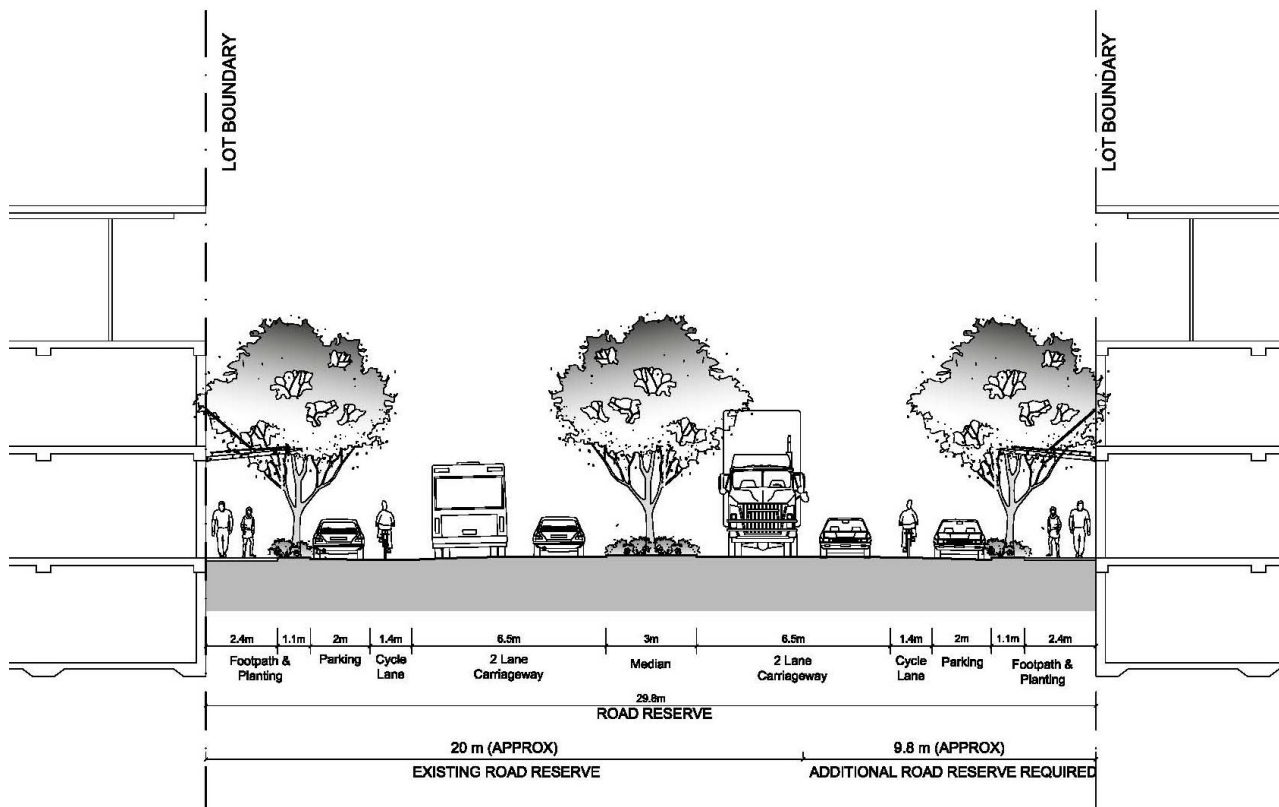 LOT BOUNDARY
LOT BOUNDARY
2.4m 1.1m 2m 1.4m 6.5m 3m 6.5m 1.4m 2m 1.1m 2.4m
Footpath & Parking Cycle 2 Lane Median 2 Lane Cycle Parking Footpath &
Planting Lane Carriageway Carriageway Lane Planting
29.8m
ROAD RESERVE
20 m (APPROX) 9.8 m (APPROX)
EXISTING ROAD RESERVE ADDITIONAL ROAD RESERVE REQUIRED